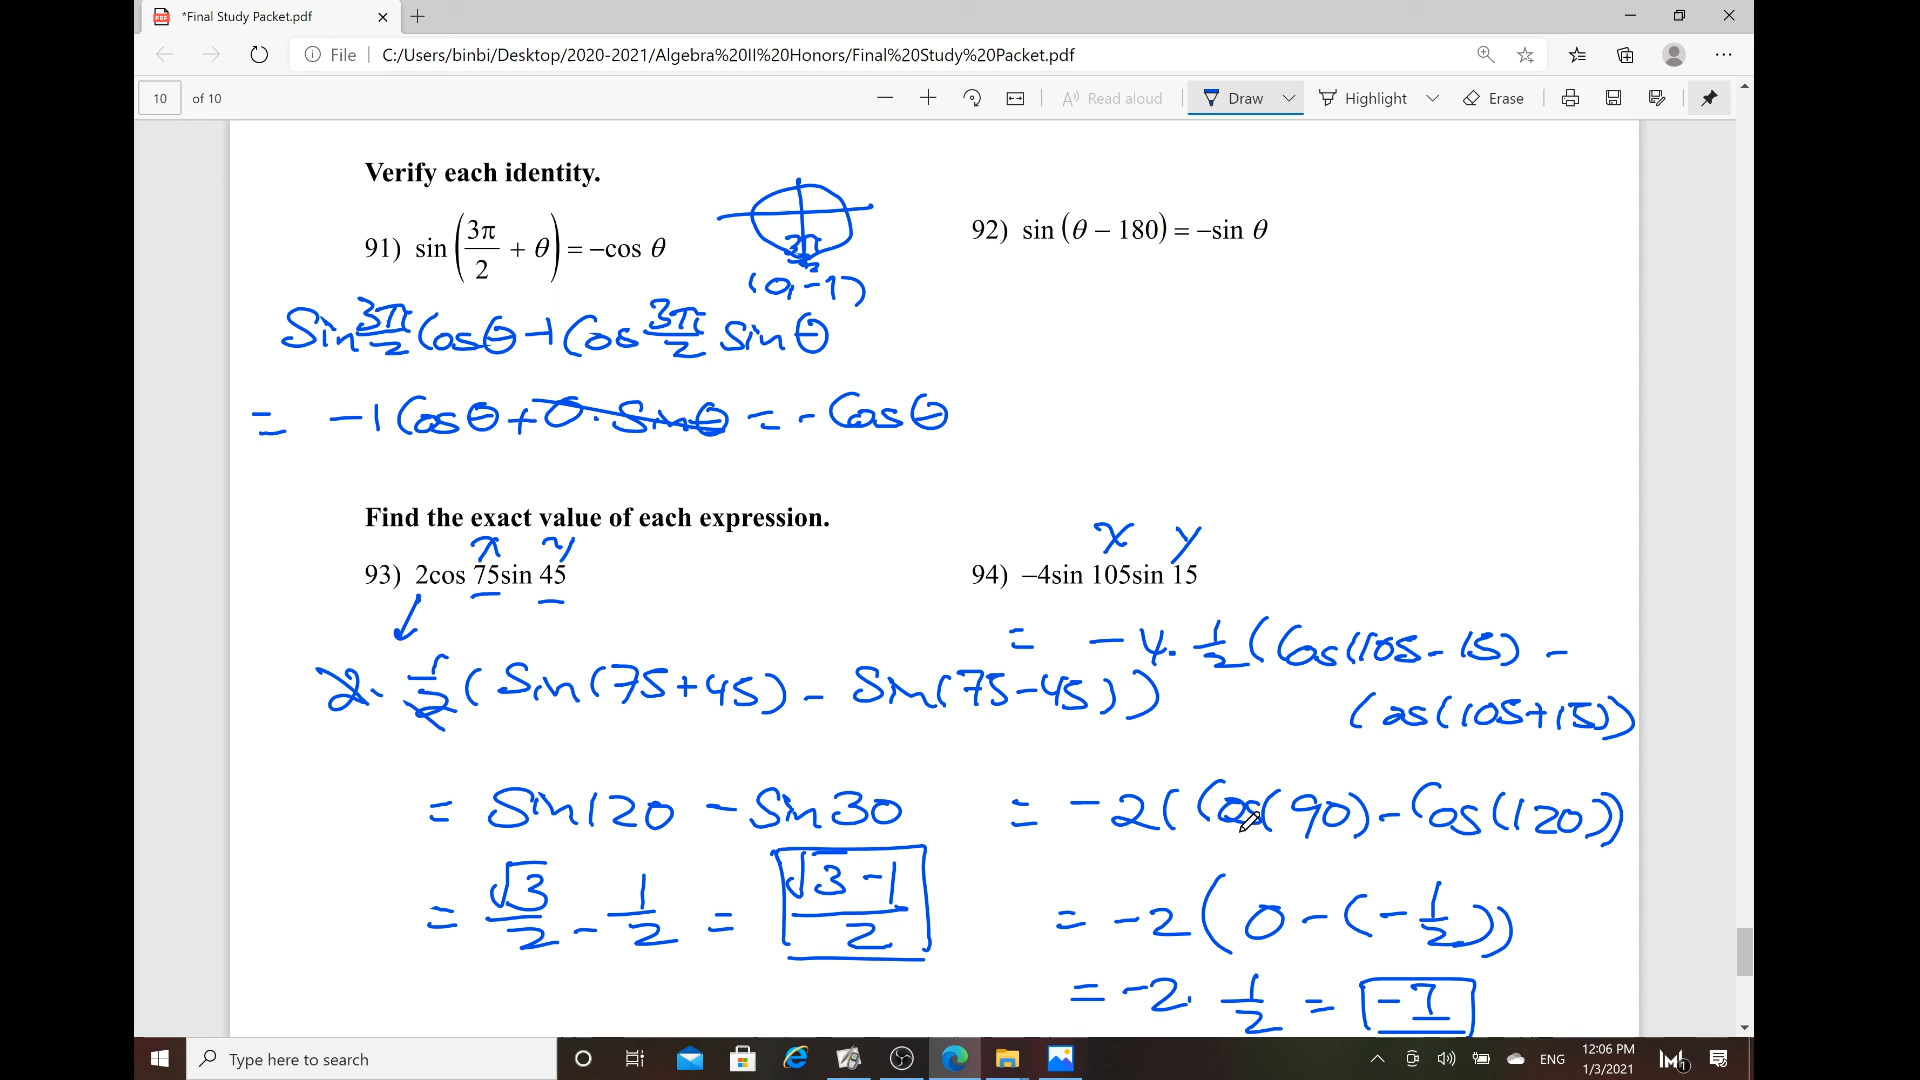 *Final Study Packet.pdf
File C:/Users/binbi/Desktop/2020-2021/Algebra%20II%20Honors/Final%20Study%20Packet.pdf
10 of 10 Read aloud Draw Highlight Erase
Verify each identity.
91) sin (3π/2 + θ) = −cos θ
3π/2
(0,-1)
92) sin (θ − 180) = −sin θ
Sin 3π/2 Cosθ + Cos 3π/2 sin θ
= -1 Cosθ + 0. Sinθ = - Cosθ
Find the exact value of each expression.
x y
93) 2cos 75sin 45
x y
94) −4sin 105sin 15
2. 1/2 ( Sin(75+45) - Sin(75-45))
= -4. 1/2 (Cos(105-15) -
Cos(105+15))
= Sin120 - Sin30
= √3/2 - 1/2 = √3-1/2
= -2( Cos(90) - Cos(120))
= -2 ( 0 - (-1/2))
= -2. 1/2 = -1
Type here to search
ENG
12:06 PM
1/3/2021